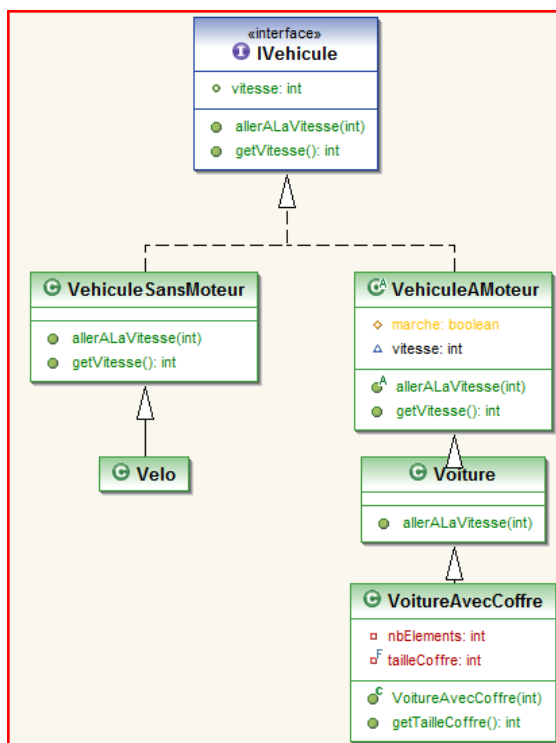 «interface»
IVehicule
vitesse: int
allerALaVitesse(int)
getVitesse(): int
VehiculeSansMoteur
allerALaVitesse(int)
getVitesse(): int
VehiculeAMoteur
marche: boolean
vitesse: int
allerALaVitesse(int)
getVitesse(): int
Velo
Voiture
allerALaVitesse(int)
VoitureAvecCoffre
nbElements: int
tailleCoffre: int
VoitureAvecCoffre(int)
getTailleCoffre(): int